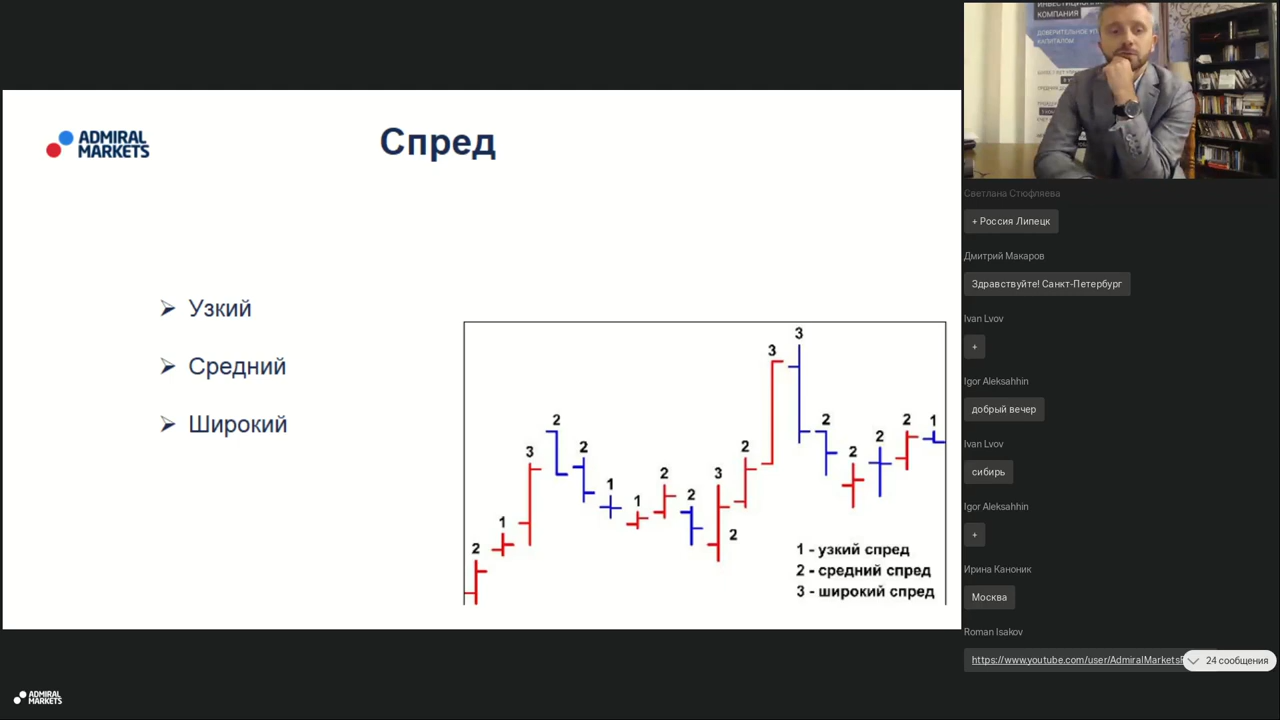 ADMIRAL
MARKETS
Спред
➢ Узкий
➢ Средний
➢ Широкий
3
3
2
2
2
2
1
3
2
2
2
2
3
1
1
2
1
2
2
1 - узкий спред
2 - средний спред
3 - широкий спред
КОМПАНИЯ
Светлана Стюфляева
+ Россия Липецк
Дмитрий Макаров
Здравствуйте! Санкт-Петербург
Ivan Lvov
+
Igor Aleksahhin
добрый вечер
Ivan Lvov
сибирь
Igor Aleksahhin
+
Ирина Каноник
Москва
Roman Isakov
https://www.youtube.com/user/AdmiralMarkets
24 сообщения
ADMIRAL
MARKETS